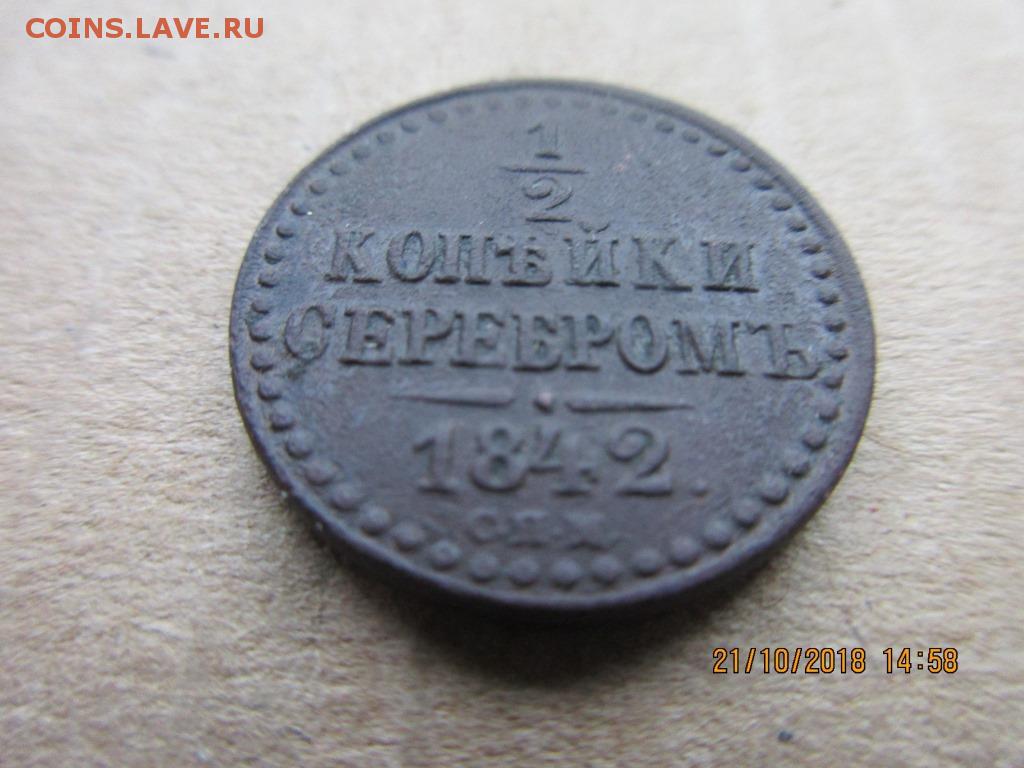 COINS.LAVE.RU
1/2
КОПѢЙКИ
СЕРЕБРОМЪ
1842.
С.П.М.
21/10/2018 14:58